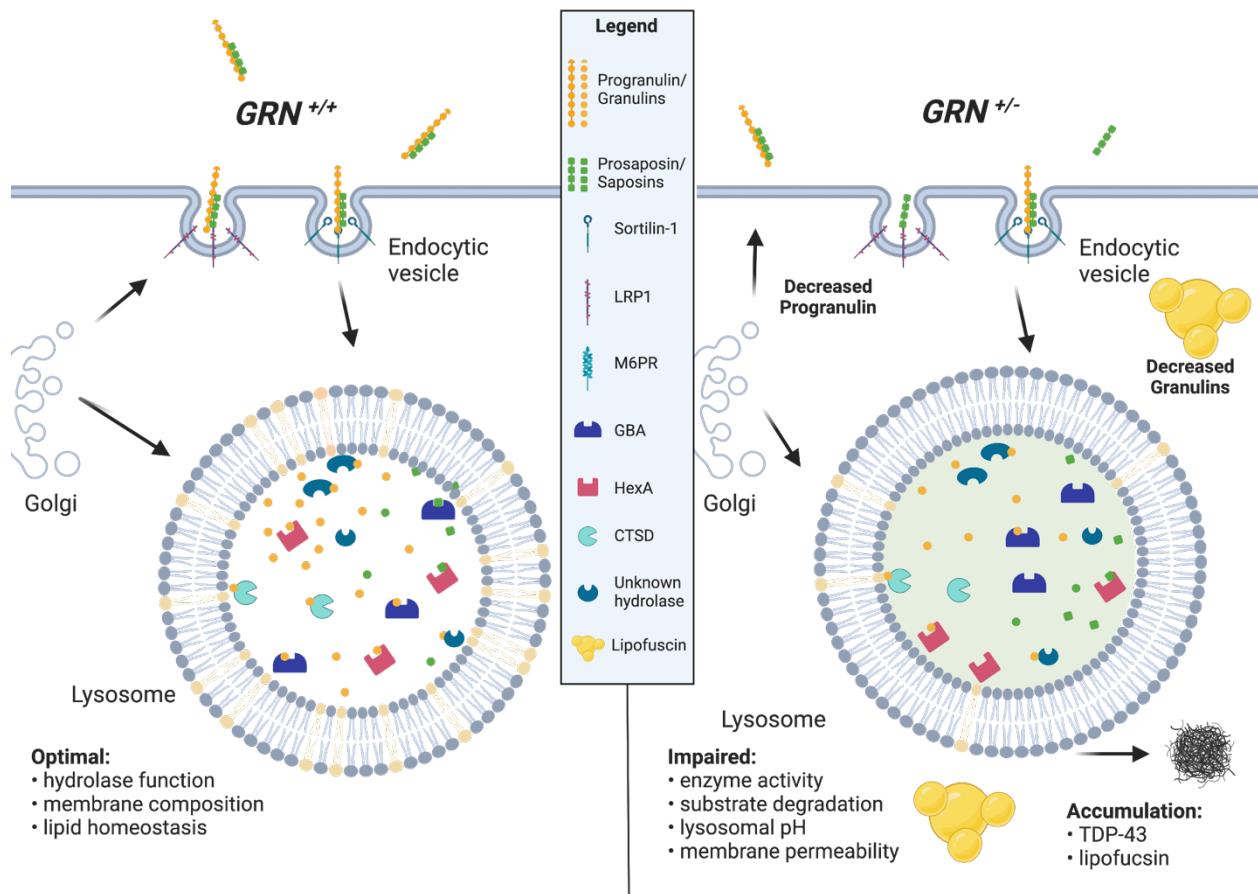 GRN +/+
Endocytic
vesicle
Golgi
Lysosome
Optimal:
• hydrolase function
• membrane composition
• lipid homeostasis
Legend
Progranulin/
Granulins
Prosaposin/
Saposins
Sortilin-1
LRP1
M6PR
GBA
HexA
CTSD
Unknown
hydrolase
Lipofuscin
GRN +/-
Endocytic
vesicle
Decreased
Progranulin
Decreased
Granulins
Golgi
Lysosome
Impaired:
• enzyme activity
• substrate degradation
• lysosomal pH
• membrane permeability
Accumulation:
• TDP-43
• lipofucsin